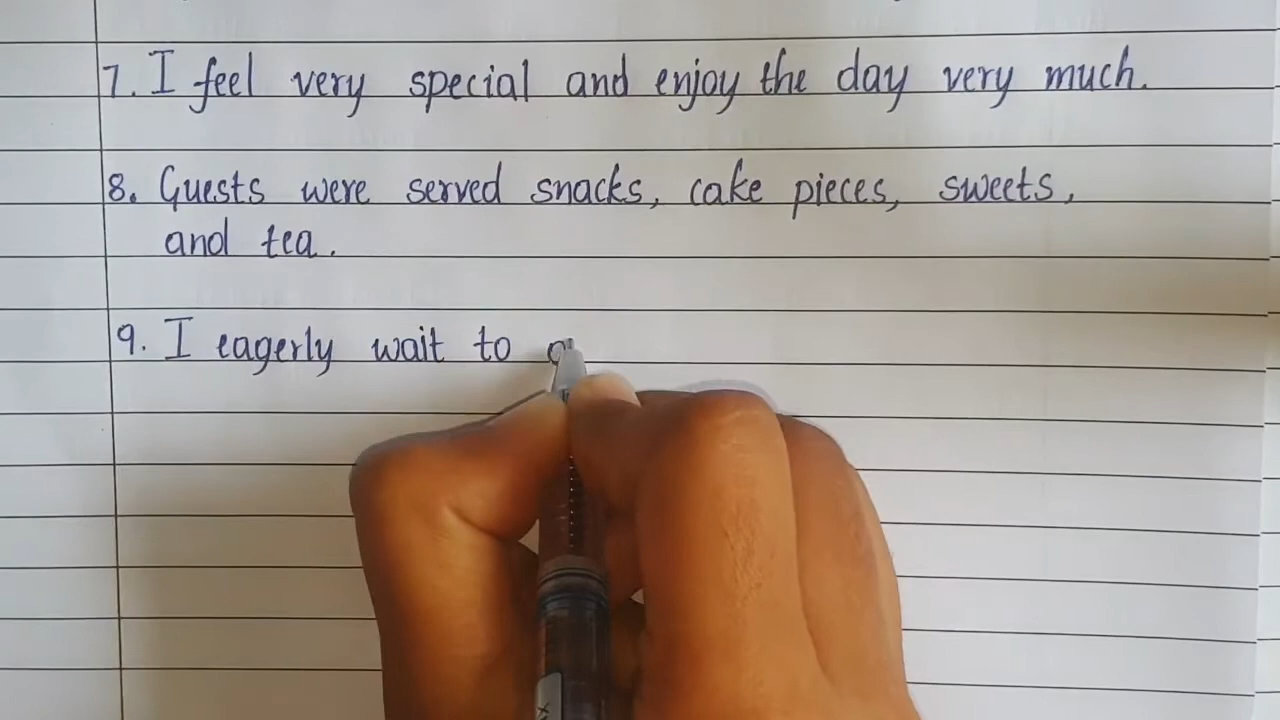 7. I feel very special and enjoy the day very much.
8. Guests were served snacks, cake pieces, sweets,
and tea.
9. I eagerly wait to